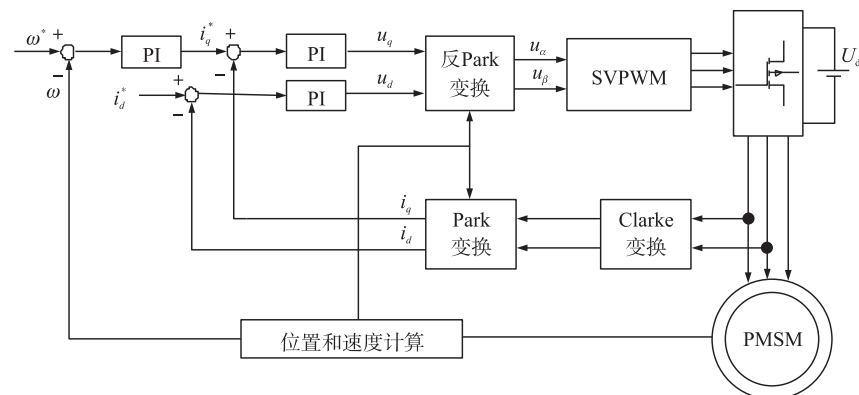 ω* + PI i_q* + PI u_q 反Park变换 u_α SVPWM
−
ω
−
i_d* + PI u_d u_β
−
U_d
i_q
i_d
Park
变换
Clarke
变换
位置和速度计算
PMSM